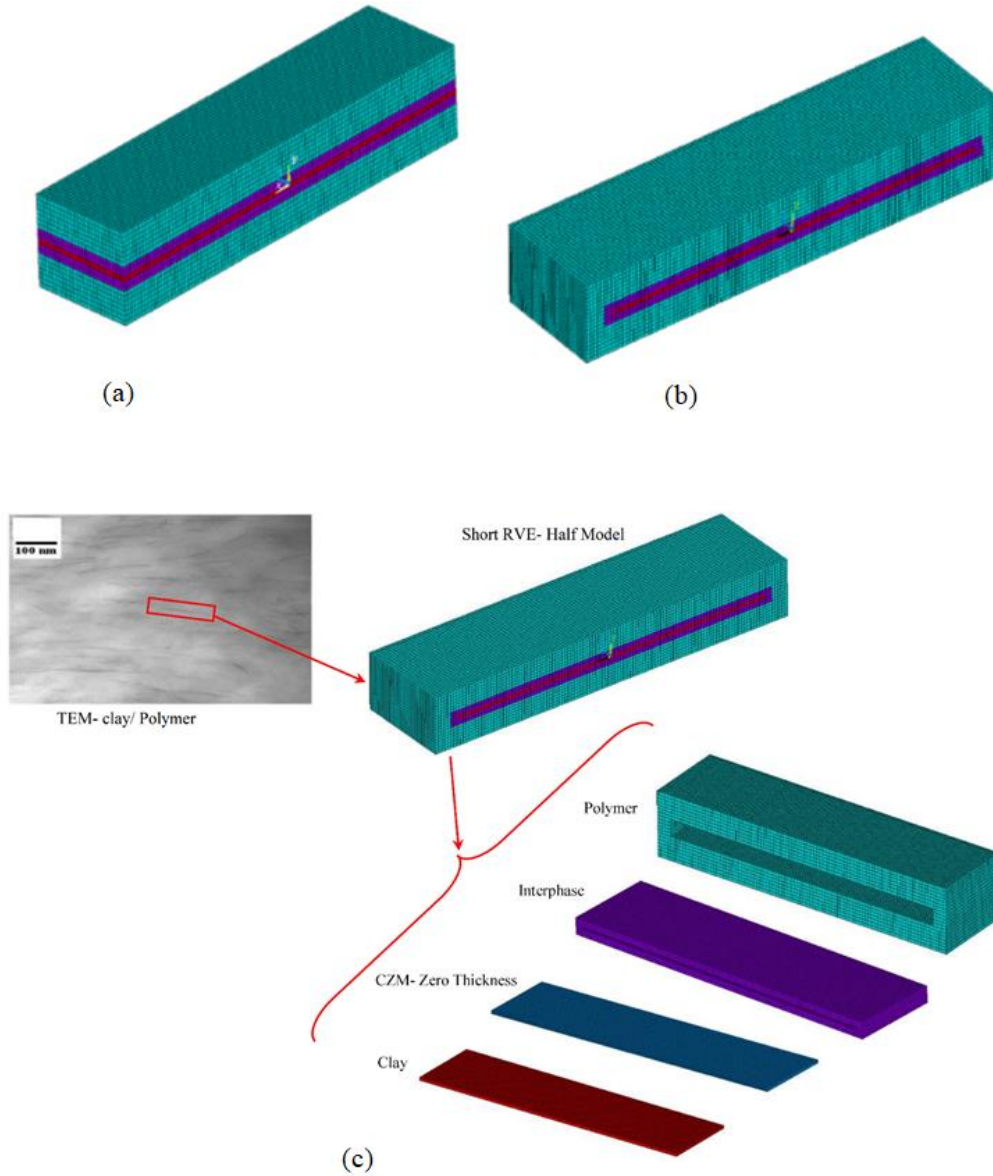 (a)
(b)
100 nm
Short RVE- Half Model
TEM- clay/ Polymer
Polymer
Interphase
CZM- Zero Thickness
Clay
(c)